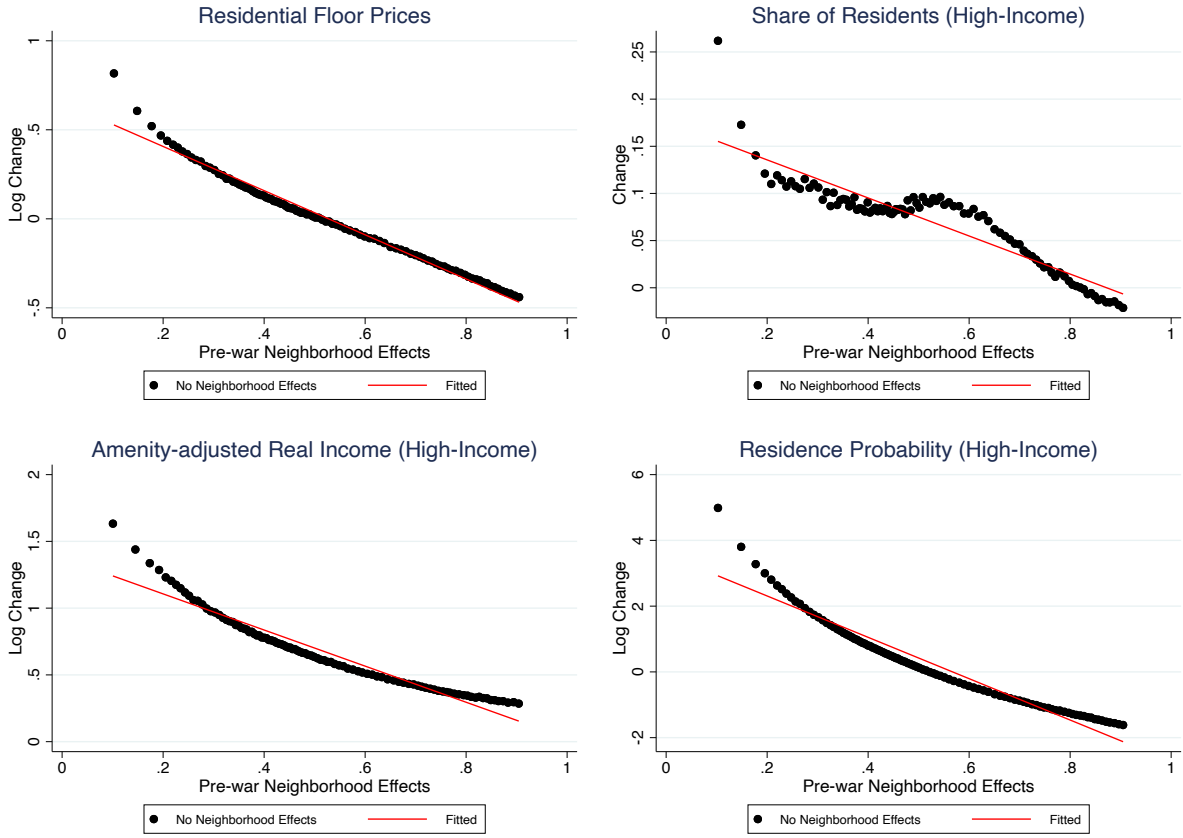 Residential Floor Prices
Log Change
1
.5
0
-.5
0 .2 .4 .6 .8 1
Pre-war Neighborhood Effects
No Neighborhood Effects Fitted
Share of Residents (High-Income)
Change
.25
.2
.15
.1
.05
0
0 .2 .4 .6 .8 1
Pre-war Neighborhood Effects
No Neighborhood Effects Fitted
Amenity-adjusted Real Income (High-Income)
Log Change
2
1.5
1
.5
0
0 .2 .4 .6 .8 1
Pre-war Neighborhood Effects
No Neighborhood Effects Fitted
Residence Probability (High-Income)
Log Change
6
4
2
0
-2
0 .2 .4 .6 .8 1
Pre-war Neighborhood Effects
No Neighborhood Effects Fitted